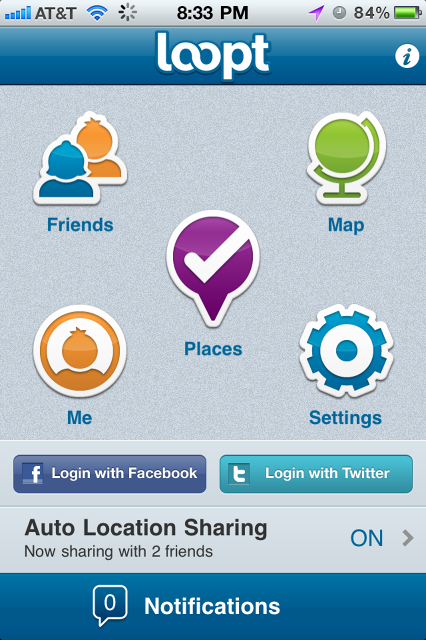 AT&T 8:33 PM 84%
loopt
i
Friends
Map
Places
Me
Settings
f Login with Facebook
t Login with Twitter
Auto Location Sharing
Now sharing with 2 friends
ON
0 Notifications